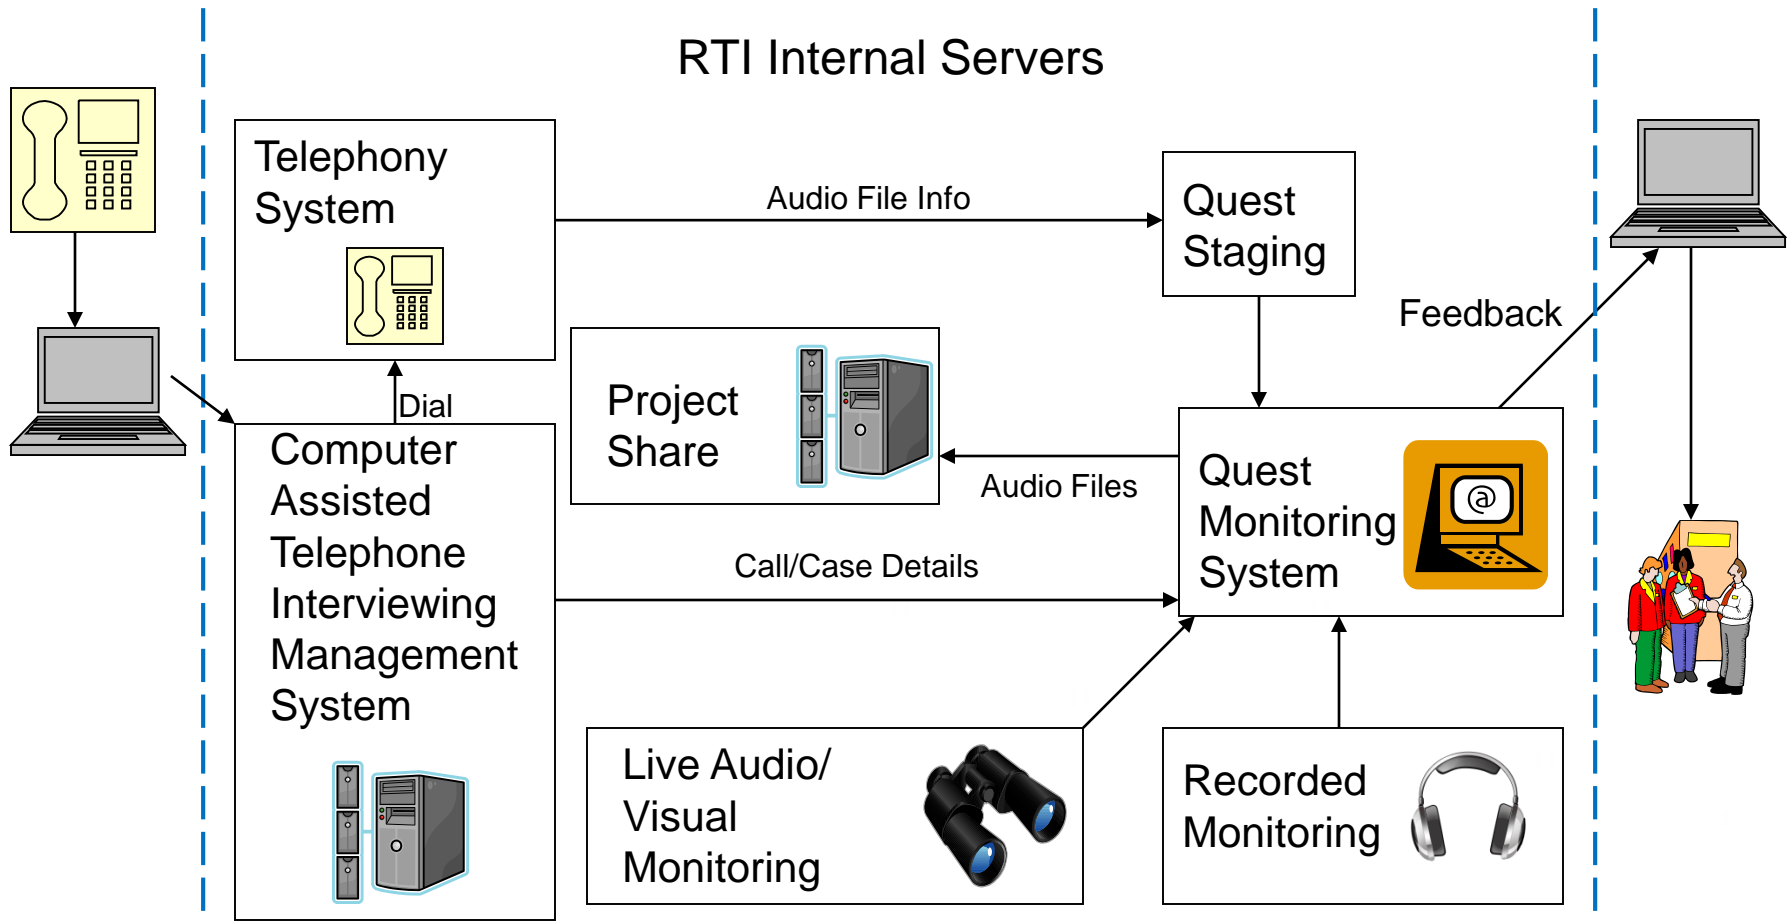 RTI Internal Servers
Telephony
System
Audio File Info
Quest
Staging
Feedback
Dial
Project
Share
Audio Files
Quest
Monitoring
System
@
Computer
Assisted
Telephone
Interviewing
Management
System
Call/Case Details
Live Audio/
Visual
Monitoring
Recorded
Monitoring